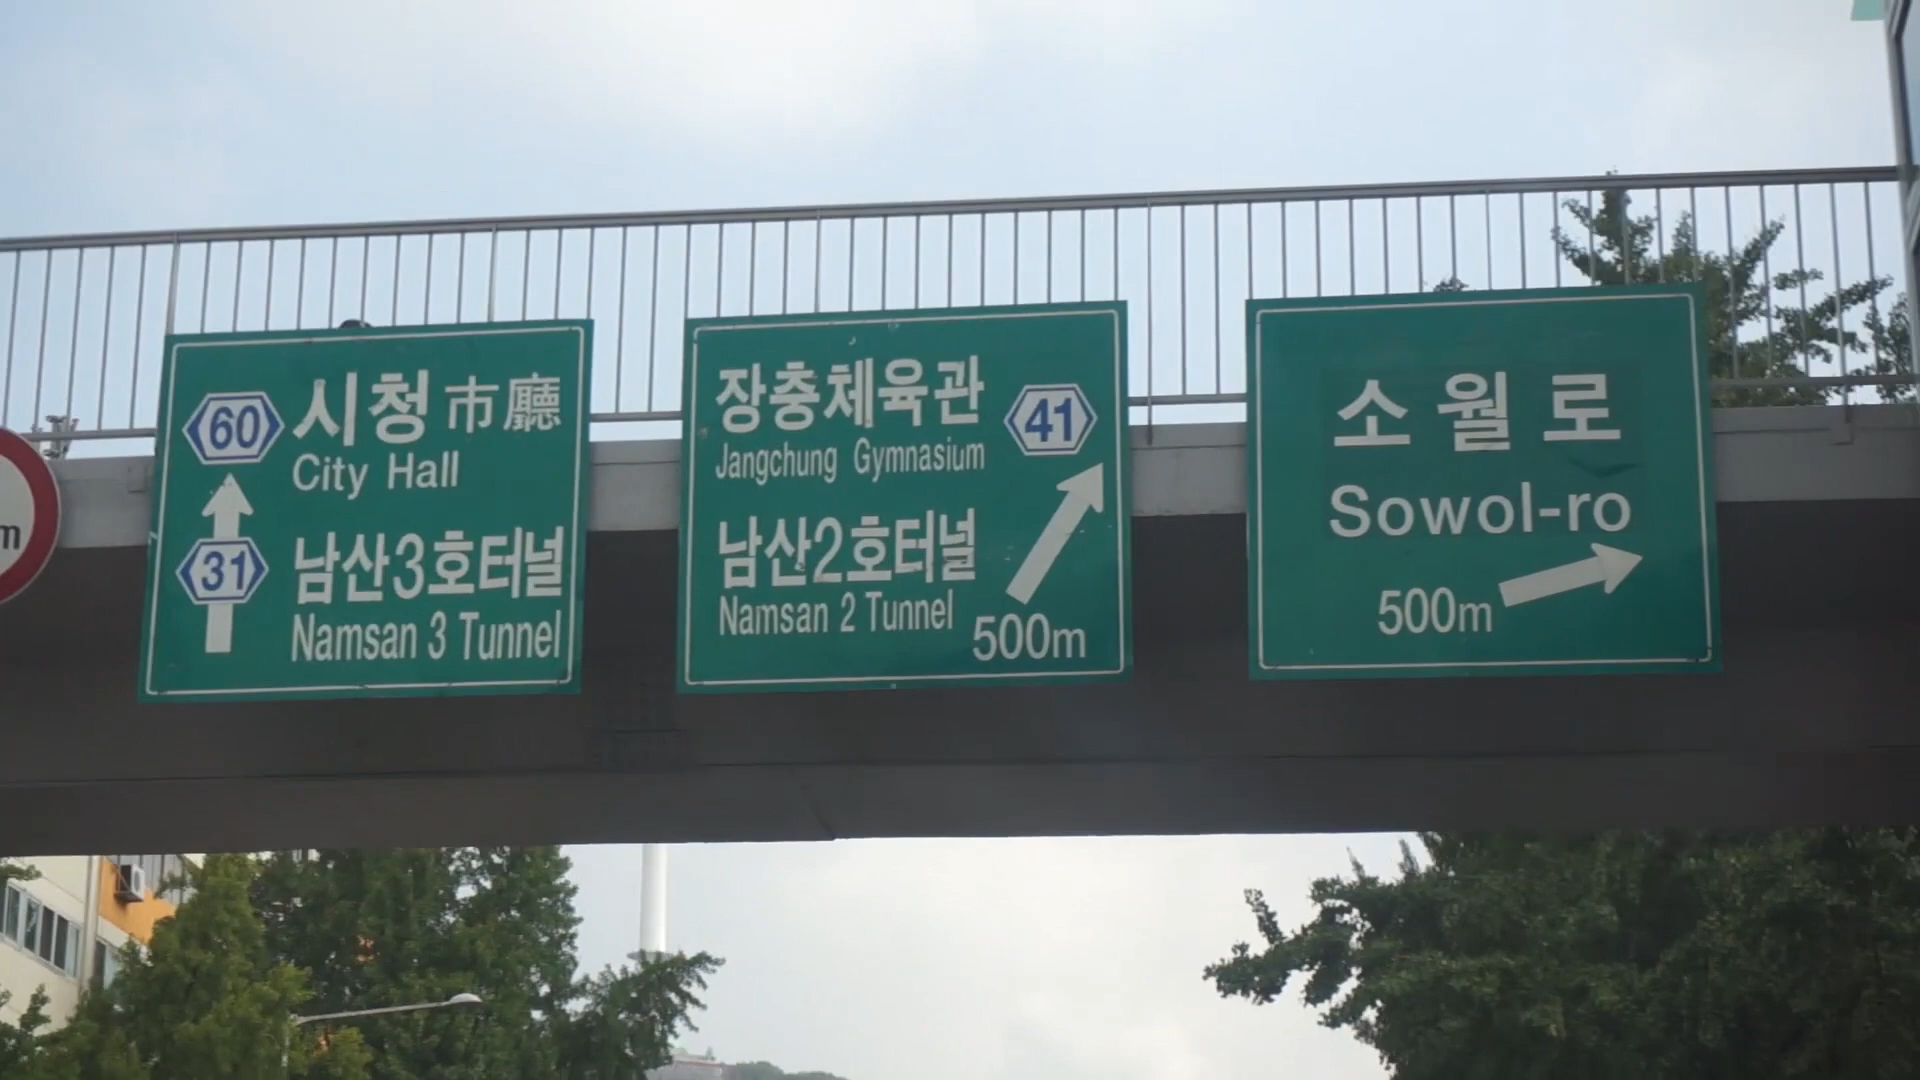 60 시청 市廳
City Hall
31 남산3호터널
Namsan 3 Tunnel
장충체육관 41
Jangchung Gymnasium
남산2호터널
Namsan 2 Tunnel
500m
소월로
Sowol-ro
500m
m